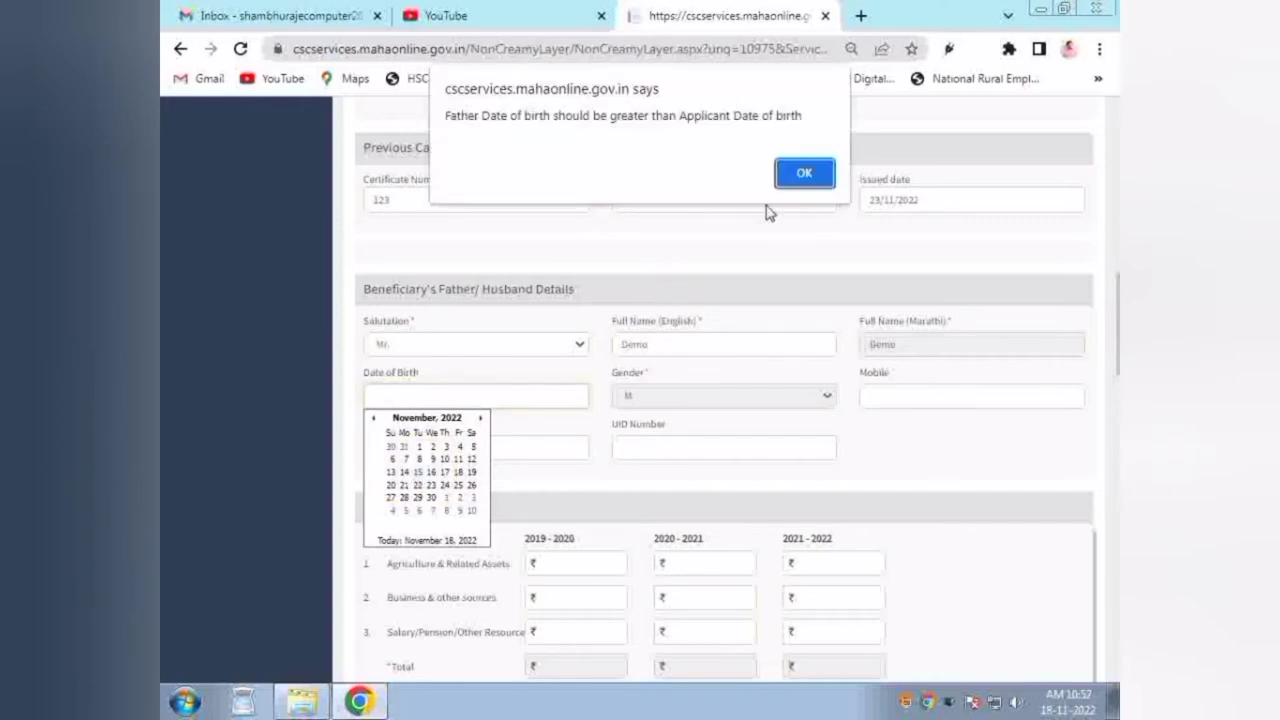 Inbox - shambhurajecomputer2
YouTube
https://cscservices.mahaonline.g
cscservices.mahaonline.gov.in/NonCreamyLayer/NonCreamyLayer.aspx?unq=10975&Servic...
Gmail
YouTube
Maps
HSC
Digital...
National Rural Empl...
»
cscservices.mahaonline.gov.in says
Father Date of birth should be greater than Applicant Date of birth
OK
Previous Ca
Certificate Num
Issued date
123
23/11/2022
Beneficiary's Father/ Husband Details
Salutation *
Full Name (English) *
Full Name (Marathi) *
Mr.
Demo
Demo
Date of Birth
Gender *
Mobile
M
UID Number
November, 2022
Su Mo Tu We Th Fr Sa
30 31 1 2 3 4 5
6 7 8 9 10 11 12
13 14 15 16 17 18 19
20 21 22 23 24 25 26
27 28 29 30 1 2 3
4 5 6 7 8 9 10
Today: November 18, 2022
2019 - 2020
2020 - 2021
2021 - 2022
1. Agriculture & Related Assets ₹ ₹ ₹
2. Business & other sources ₹ ₹ ₹
3. Salary/Pension/Other Resource ₹ ₹ ₹
*Total ₹ ₹ ₹
AM 10:52
18-11-2022